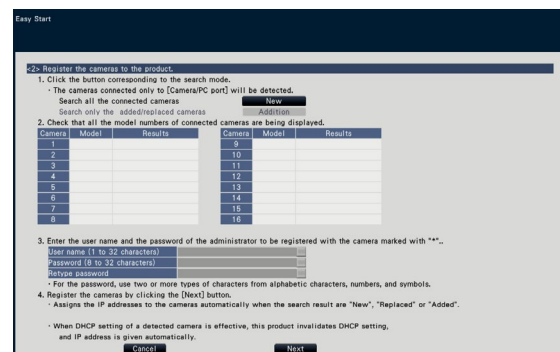 Easy Start
<2> Register the cameras to the product.
1. Click the button corresponding to the search mode.
· The cameras connected only to [Camera/PC port] will be detected.
Search all the connected cameras New
Search only the added/replaced cameras Addition
2. Check that all the model numbers of connected cameras are being displayed.
Camera Model Results Camera Model Results
1 9
2 10
3 11
4 12
5 13
6 14
7 15
8 16
3. Enter the user name and the password of the administrator to be registered with the camera marked with "*"..
User name (1 to 32 characters)
Password (8 to 32 characters)
Retype password
· For the password, use two or more types of characters from alphabetic characters, numbers, and symbols.
4. Register the cameras by clicking the [Next] button.
· Assigns the IP addresses to the cameras automatically when the search result are "New", "Replaced" or "Added".
· When DHCP setting of a detected camera is effective, this product invalidates DHCP setting,
and IP address is given automatically.
Cancel Next